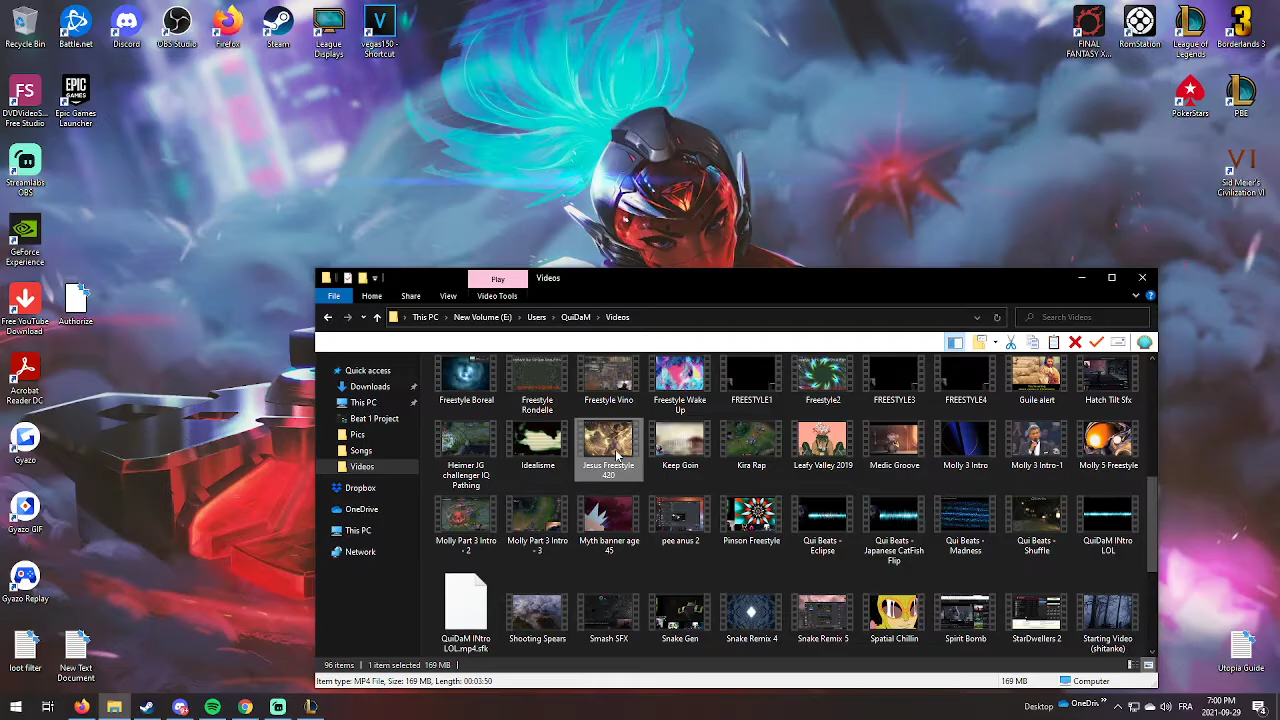 Recycle Bin
Battle.net
Discord
OBS Studio
Firefox
Steam
League Displays
V
vegas150 - Shortcut
FINAL FANTASY X...
RomStation
League of Legends
3
Borderlands 3
FS
DVDVideoS... Free Studio
EPIC GAMES
Epic Games Launcher
PokerStars
PBE
Streamlabs OBS
VI
Sid Meier's Civilization VI
GeForce Experience
Free YouTube Download
Authorize
Acrobat Reader DC
Gyazo
Gyazo GIF
Gyazo Replay
loot filter
New Text Document
Utopia Guide
Play
Videos
File
Home
Share
View
Video Tools
This PC
New Volume (E:)
Users
QuiDaM
Videos
Search Videos
Quick access
Downloads
This PC
Beat 1 Project
Pics
Songs
Videos
Dropbox
OneDrive
This PC
Network
Freestyle Boreal
Freestyle Rondelle
Freestyle Vino
Freestyle Wake Up
FREESTYLE1
Freestyle2
FREESTYLE3
FREESTYLE4
Guile alert
Hatch Tilt Sfx
Heimer JG challenger IQ Pathing
Idealisme
Jesus Freestyle 420
Keep Goin
Kira Rap
Leafy Valley 2019
Medic Groove
Molly 3 Intro
Molly 3 Intro-1
Molly 5 Freestyle
Molly Part 3 Intro - 2
Molly Part 3 Intro - 3
Myth banner age 45
pee anus 2
Pinson Freestyle
Qui Beats - Eclipse
Qui Beats - Japanese CatFish Flip
Qui Beats - Madness
Qui Beats - Shuffle
QuiDaM INtro LOL
QuiDaM INtro LOL.mp4.sfk
Shooting Spears
Smash SFX
Snake Gen
Snake Remix 4
Snake Remix 5
Spatial Chillin
Spirit Bomb
StarDwellers 2
Starting Video (shitanke)
96 items
1 item selected 169 MB
Item type: MP4 File, Size: 169 MB, Length: 00:03:50
169 MB
Computer
Desktop
OneDri...
FRA
7:00 PM
2021-09-29
4